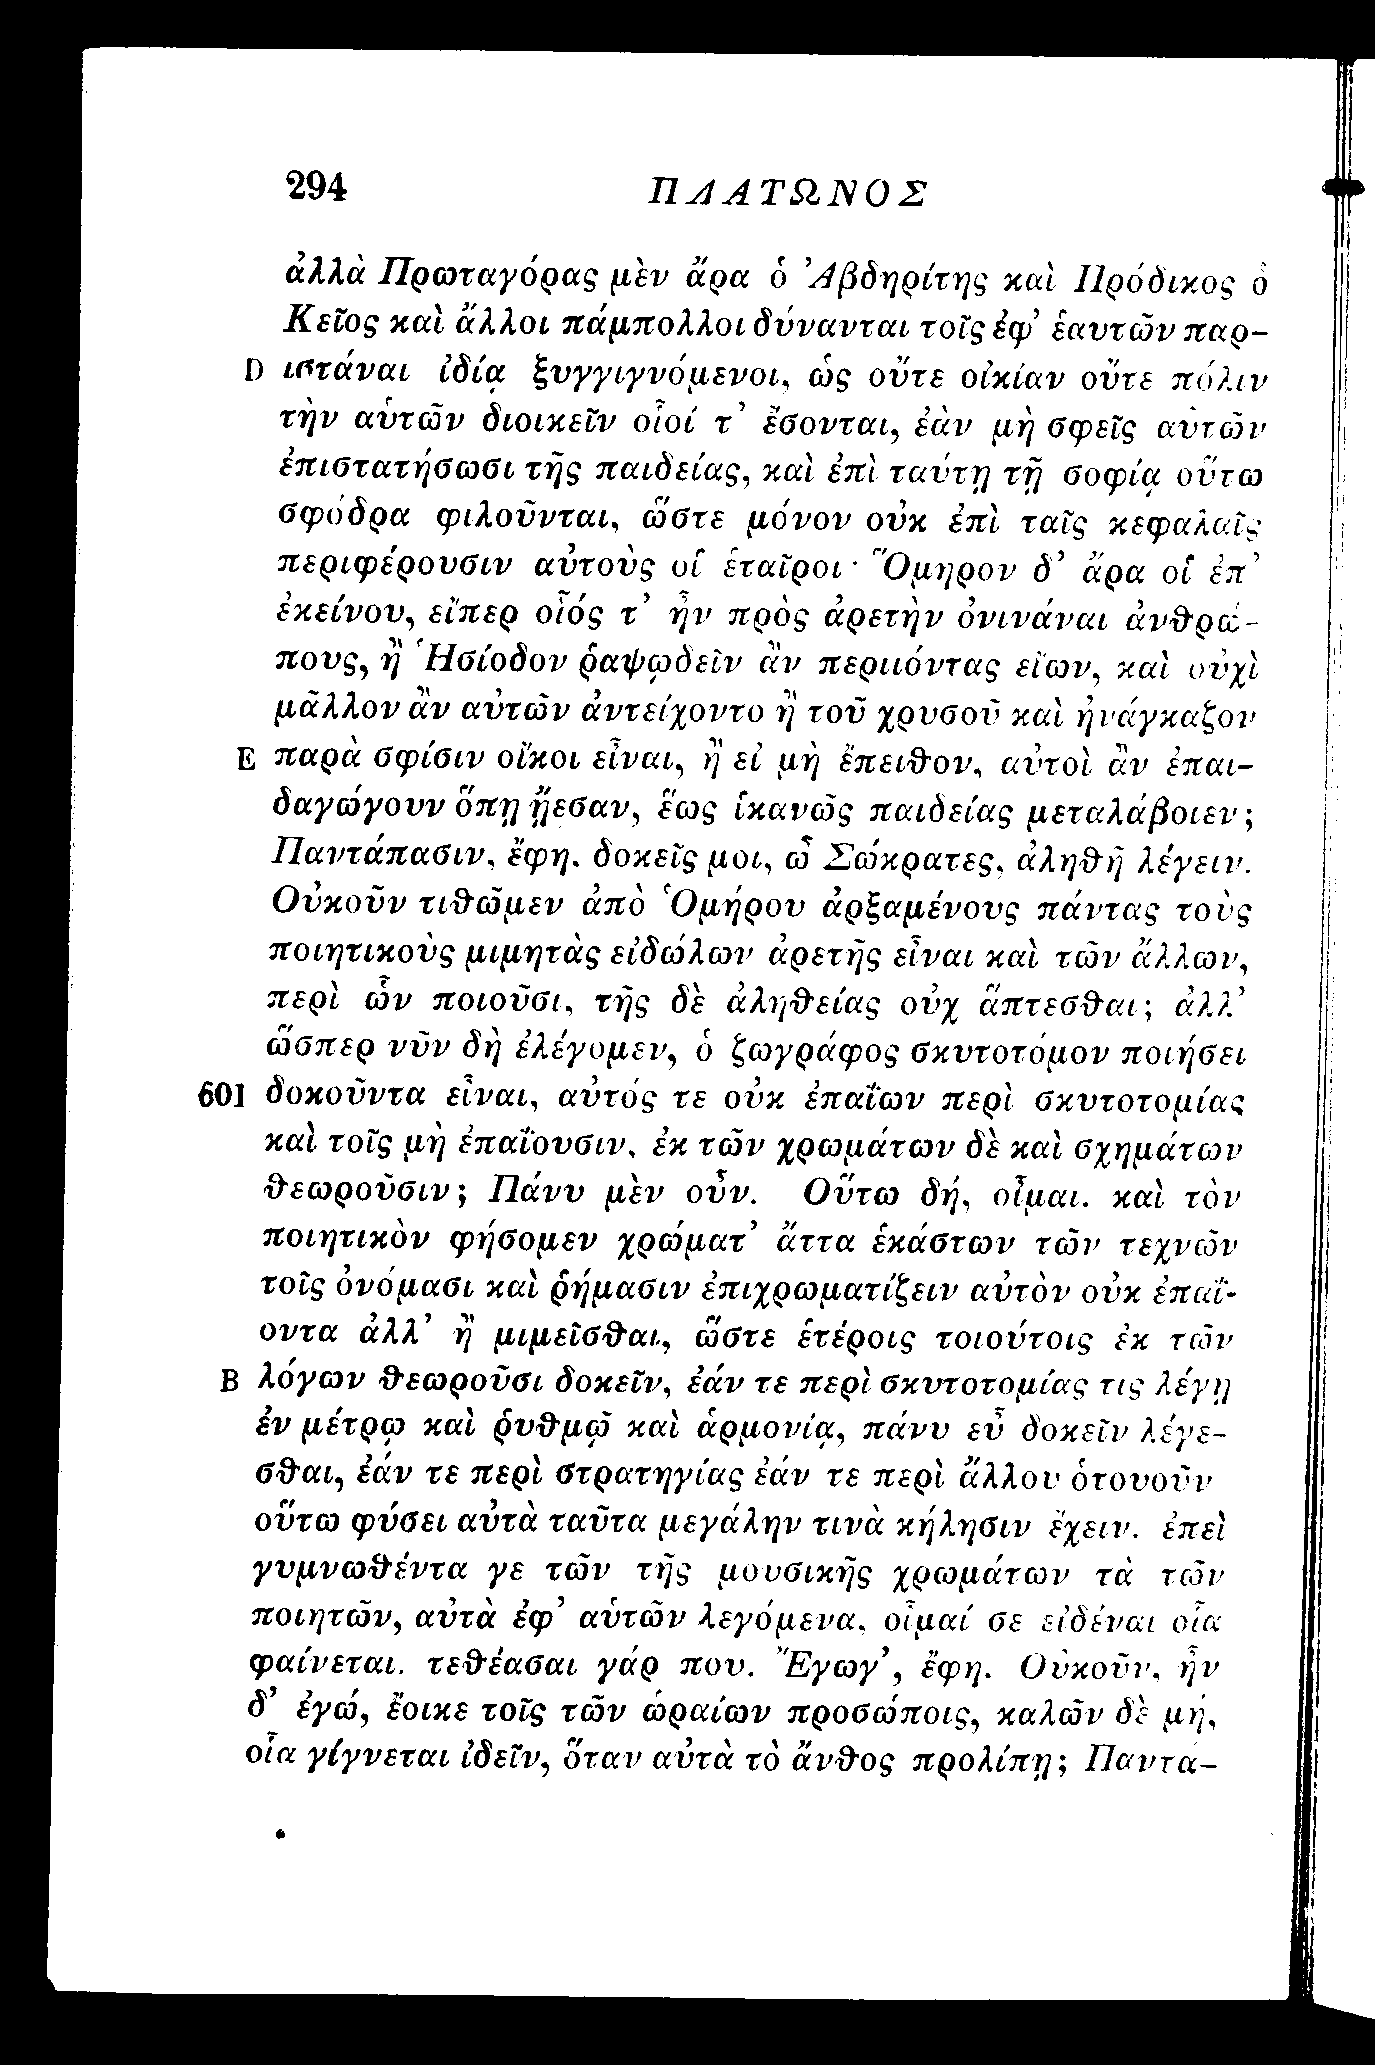 294 ΠΛΑΤΩΝΟΣ
ἀλλὰ Πρωταγόρας μὲν ἄρα ὁ Ἀβδηρίτης καὶ Πρόδικος ὁ
Κεῖος καὶ ἄλλοι πάμπολλοι δύνανται τοῖς ἐφ’ ἑαυτῶν παρ-
D ιστάναι ἰδίᾳ ξυγγιγνόμενοι, ὡς οὔτε οἰκίαν οὔτε πόλιν
τὴν αὑτῶν διοικεῖν οἷοί τ’ ἔσονται, ἐὰν μὴ σφεῖς αὐτῶν
ἐπιστατήσωσι τῆς παιδείας, καὶ ἐπὶ ταύτῃ τῇ σοφίᾳ οὕτω
σφόδρα φιλοῦνται, ὥστε μόνον οὐκ ἐπὶ ταῖς κεφαλαῖς
περιφέρουσιν αὐτοὺς οἱ ἑταῖροι· Ὅμηρον δ’ ἄρα οἱ ἐπ’
ἐκείνου, εἴπερ οἷός τ’ ἦν πρὸς ἀρετὴν ὀνινάναι ἀνθρώ-
πους, ἢ Ἡσίοδον ῥαψῳδεῖν ἂν περιιόντας εἴων, καὶ οὐχὶ
μᾶλλον ἂν αὐτῶν ἀντείχοντο ἢ τοῦ χρυσοῦ καὶ ἠνάγκαζον
E παρὰ σφίσιν οἴκοι εἶναι, ἢ εἰ μὴ ἔπειθον, αὐτοὶ ἂν ἐπαι-
δαγώγουν ὅπῃ ᾔεσαν, ἕως ἱκανῶς παιδείας μεταλάβοιεν;
Παντάπασιν, ἔφη, δοκεῖς μοι, ὦ Σώκρατες, ἀληθῆ λέγειν.
Οὐκοῦν τιθῶμεν ἀπὸ Ὁμήρου ἀρξαμένους πάντας τοὺς
ποιητικοὺς μιμητὰς εἰδώλων ἀρετῆς εἶναι καὶ τῶν ἄλλων,
περὶ ὧν ποιοῦσι, τῆς δὲ ἀληθείας οὐχ ἅπτεσθαι; ἀλλ’
ὥσπερ νῦν δὴ ἐλέγομεν, ὁ ζωγράφος σκυτοτόμον ποιήσει
601 δοκοῦντα εἶναι, αὐτός τε οὐκ ἐπαΐων περὶ σκυτοτομίας
καὶ τοῖς μὴ ἐπαΐουσιν, ἐκ τῶν χρωμάτων δὲ καὶ σχημάτων
θεωροῦσιν; Πάνυ μὲν οὖν. Οὕτω δή, οἶμαι, καὶ τὸν
ποιητικὸν φήσομεν χρώματ’ ἄττα ἑκάστων τῶν τεχνῶν
τοῖς ὀνόμασι καὶ ῥήμασιν ἐπιχρωματίζειν αὐτὸν οὐκ ἐπαΐ-
οντα ἀλλ’ ἢ μιμεῖσθαι, ὥστε ἑτέροις τοιούτοις ἐκ τῶν
B λόγων θεωροῦσι δοκεῖν, ἐάν τε περὶ σκυτοτομίας τις λέγῃ
ἐν μέτρῳ καὶ ῥυθμῷ καὶ ἁρμονίᾳ, πάνυ εὖ δοκεῖν λέγε-
σθαι, ἐάν τε περὶ στρατηγίας ἐάν τε περὶ ἄλλου ὁτουοῦν
οὕτω φύσει αὐτὰ ταῦτα μεγάλην τινὰ κήλησιν ἔχειν. ἐπεὶ
γυμνωθέντα γε τῶν τῆς μουσικῆς χρωμάτων τὰ τῶν
ποιητῶν, αὐτὰ ἐφ’ αὑτῶν λεγόμενα, οἶμαί σε εἰδέναι οἷα
φαίνεται. τεθέασαι γάρ που. Ἔγωγ’, ἔφη. Οὐκοῦν, ἦν
δ’ ἐγώ, ἔοικε τοῖς τῶν ὡραίων προσώποις, καλῶν δὲ μή,
οἷα γίγνεται ἰδεῖν, ὅταν αὐτὰ τὸ ἄνθος προλίπῃ; Παντά-